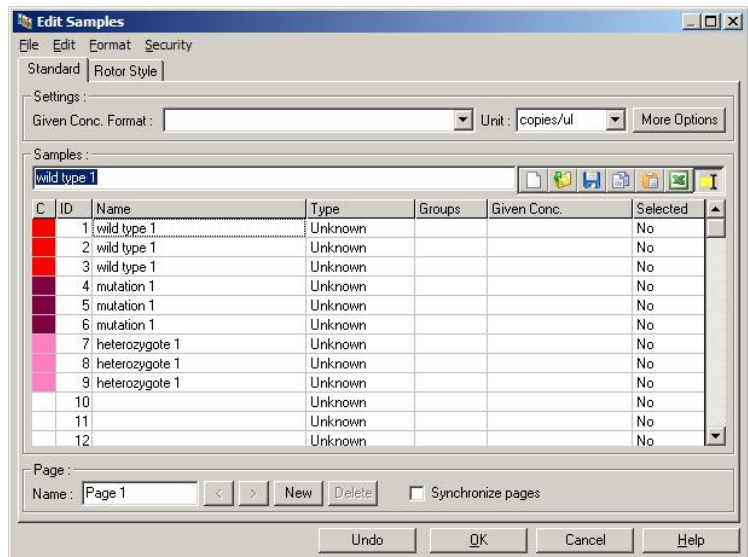 Edit Samples
File Edit Format Security
Standard Rotor Style
Settings :
Given Conc. Format : Unit : copies/ul More Options
Samples :
wild type 1
C ID Name Type Groups Given Conc. Selected
1 wild type 1 Unknown No
2 wild type 1 Unknown No
3 wild type 1 Unknown No
4 mutation 1 Unknown No
5 mutation 1 Unknown No
6 mutation 1 Unknown No
7 heterozygote 1 Unknown No
8 heterozygote 1 Unknown No
9 heterozygote 1 Unknown No
10 Unknown No
11 Unknown No
12 Unknown No
Page :
Name : Page 1 < > New Delete Synchronize pages
Undo OK Cancel Help